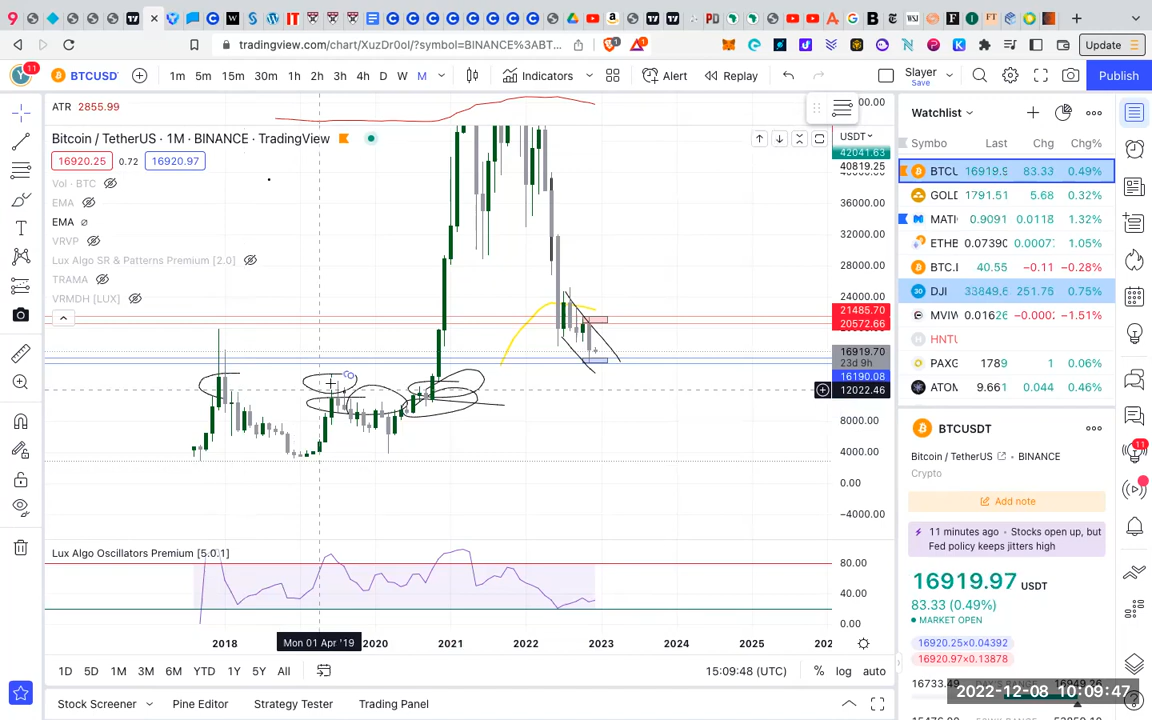 tradingview.com/chart/XuzDr0ol/?symbol=BINANCE%3ABT...
Update
BTCUSD 1m 5m 15m 30m 1h 2h 3h 4h D W M Indicators Alert Replay Slayer Save Publish
ATR 2855.99
Bitcoin / TetherUS · 1M · BINANCE · TradingView
16920.25 0.72 16920.97
Vol · BTC
EMA
EMA
VRVP
Lux Algo SR & Patterns Premium [2.0]
TRAMA
VRMDH [LUX]
USDT
42041.63
40819.25
36000.00
32000.00
28000.00
24000.00
21485.70
20572.66
16919.70
23d 9h
16190.08
12022.46
8000.00
4000.00
0.00
−4000.00
Lux Algo Oscillators Premium [5.0.1]
80.00
40.00
0.00
2018 Mon 01 Apr '19 2020 2021 2022 2023 2024 2025 202
1D 5D 1M 3M 6M YTD 1Y 5Y All 15:09:48 (UTC) % log auto
Stock Screener Pine Editor Strategy Tester Trading Panel
Watchlist
Symbo Last Chg Chg%
BTCU 16919.9 83.33 0.49%
GOLD 1791.51 5.68 0.32%
MATI 0.9091 0.0118 1.32%
ETHE 0.07390 0.0007 1.05%
BTC.I 40.55 −0.11 −0.28%
DJI 33849.6 251.75 0.75%
MVIW 0.01626 −0.000 −1.51%
HNTU
PAXG 1789 1 0.06%
ATOM 9.661 0.044 0.46%
BTCUSDT
Bitcoin / TetherUS · BINANCE
Crypto
Add note
11 minutes ago · Stocks open up, but
Fed policy keeps jitters high
16919.97 USDT
83.33 (0.49%)
MARKET OPEN
16920.25×0.04392
16920.97×0.13878
16733.49 DAY'S RANGE 16949.26
2022-12-08 10:09:47